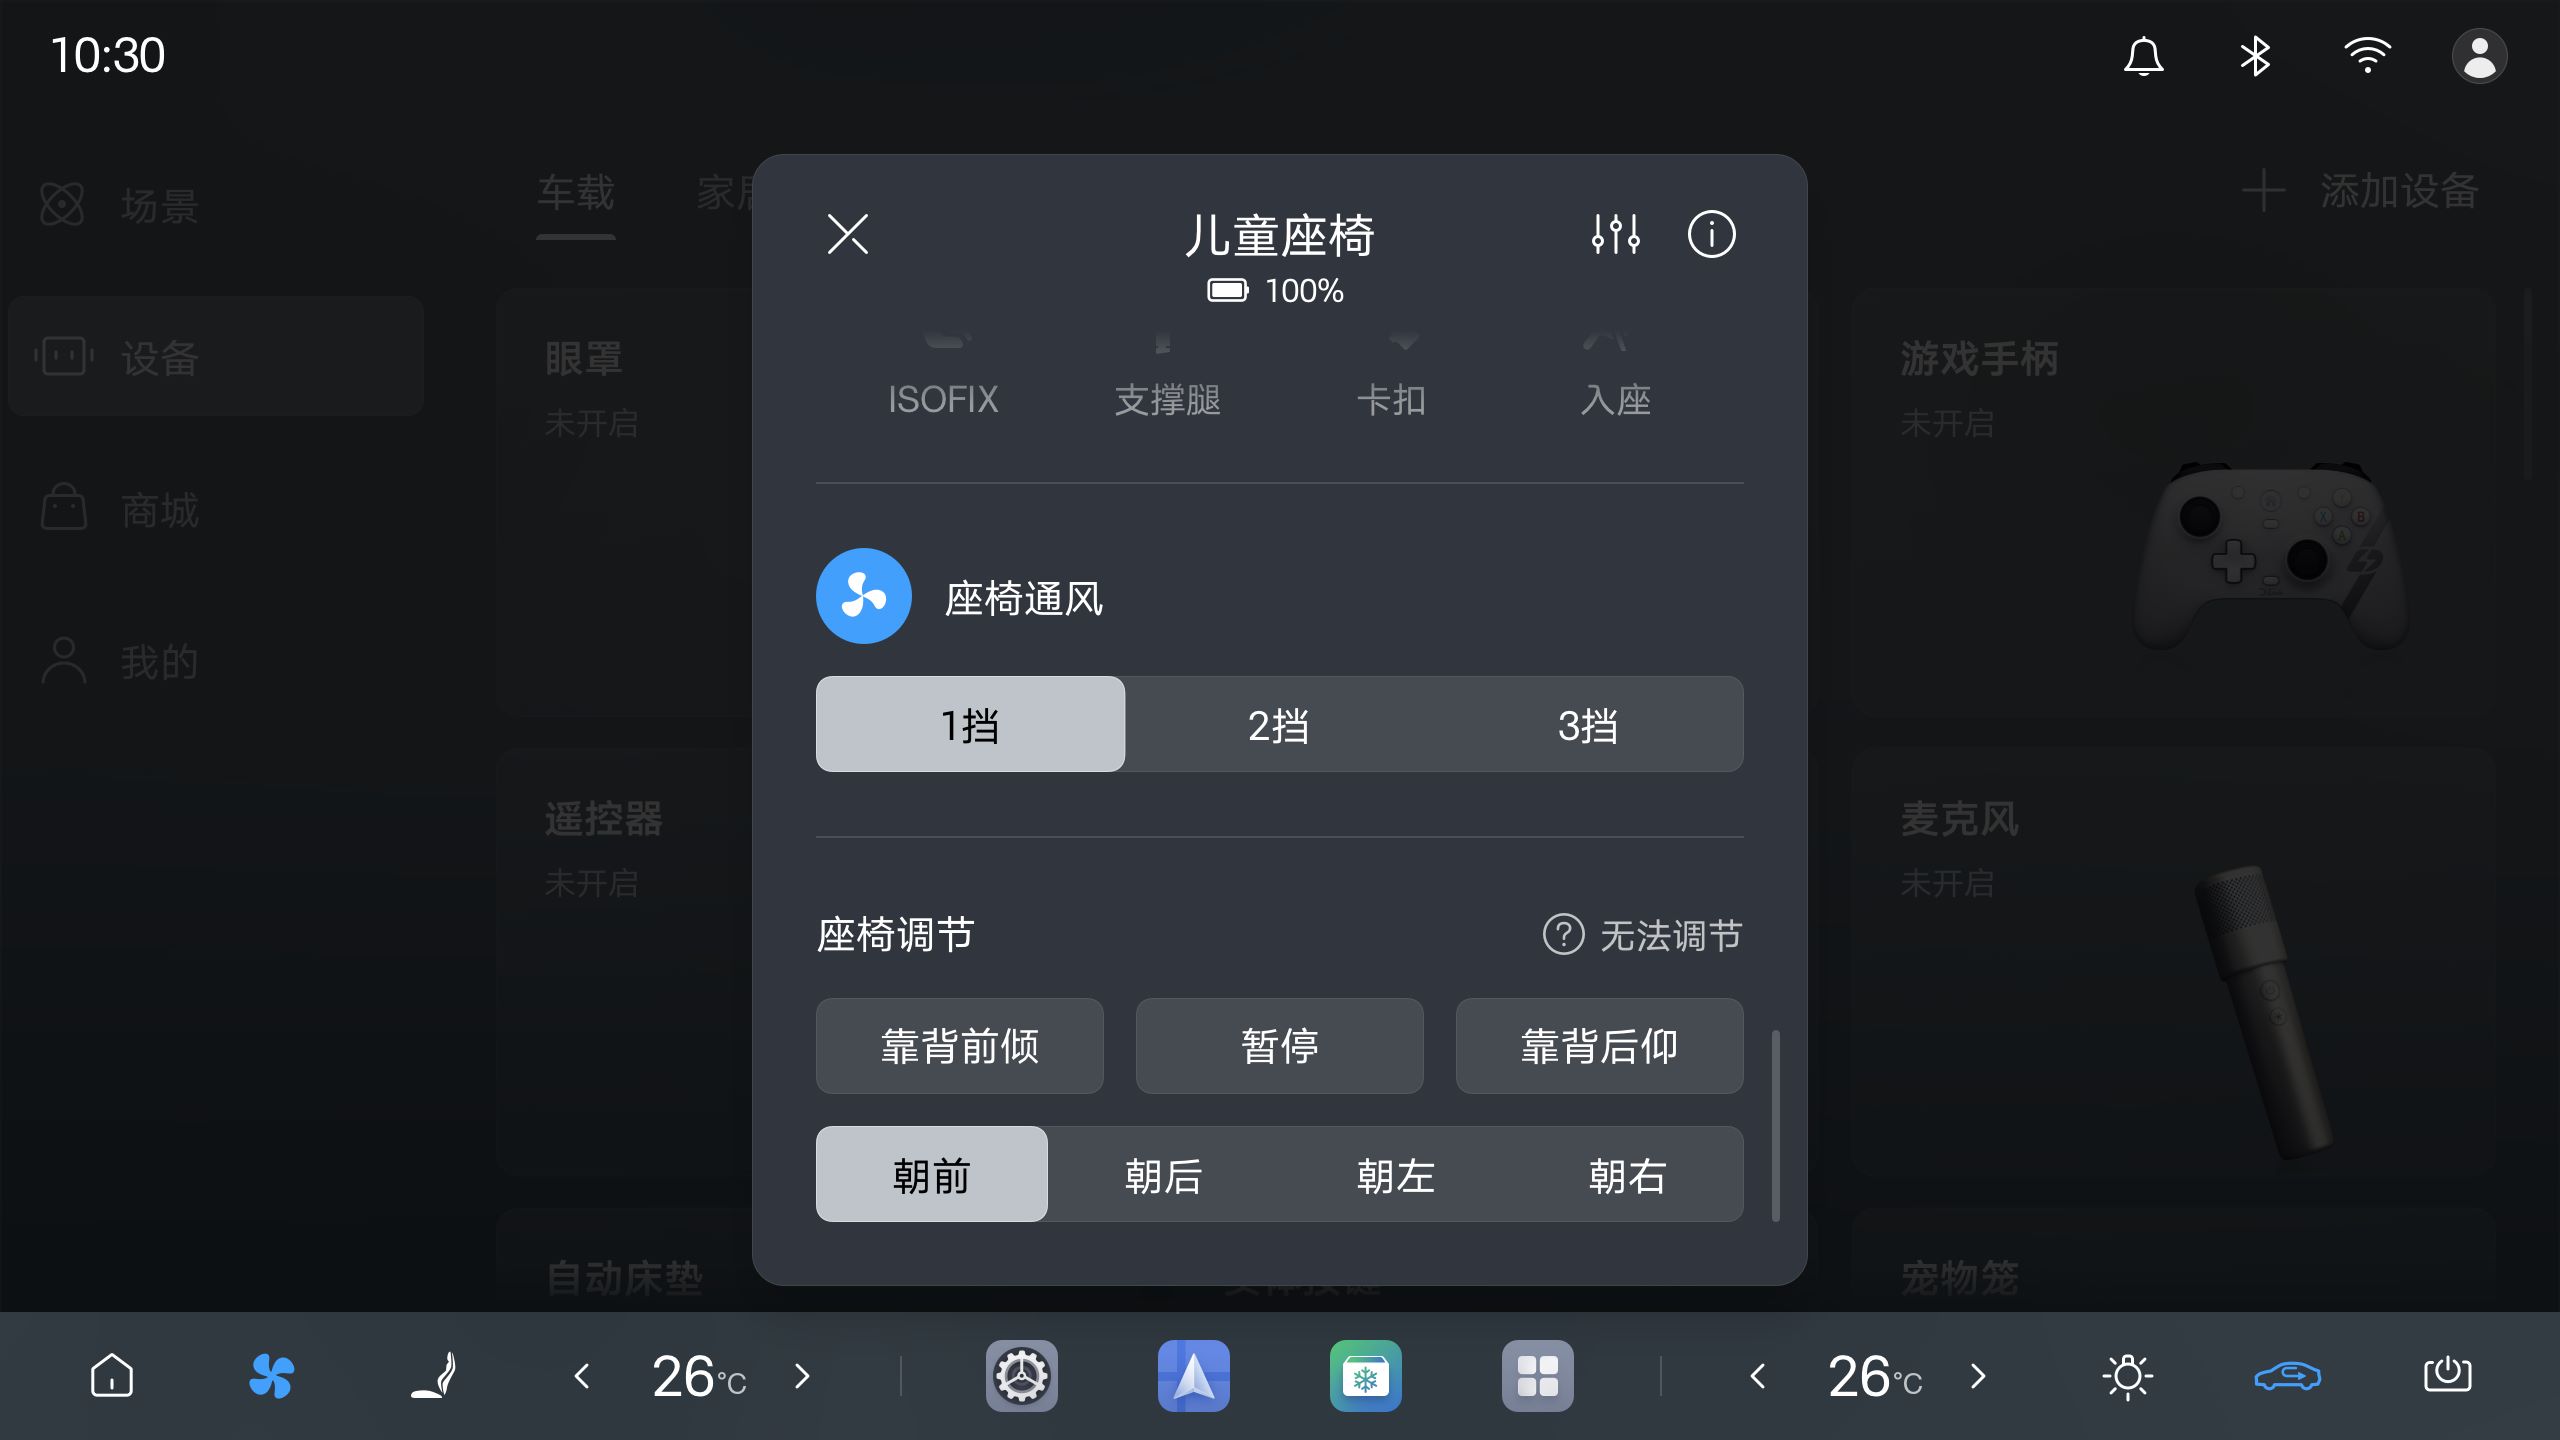 10:30
场景
设备
商城
我的
车载
添加设备
眼罩
未开启
遥控器
未开启
自动床垫
儿童座椅
100%
ISOFIX 支撑腿 卡扣 入座
座椅通风
1挡 2挡 3挡
座椅调节
无法调节
靠背前倾 暂停 靠背后仰
朝前 朝后 朝左 朝右
游戏手柄
未开启
麦克风
未开启
宠物笼
26°C
26°C